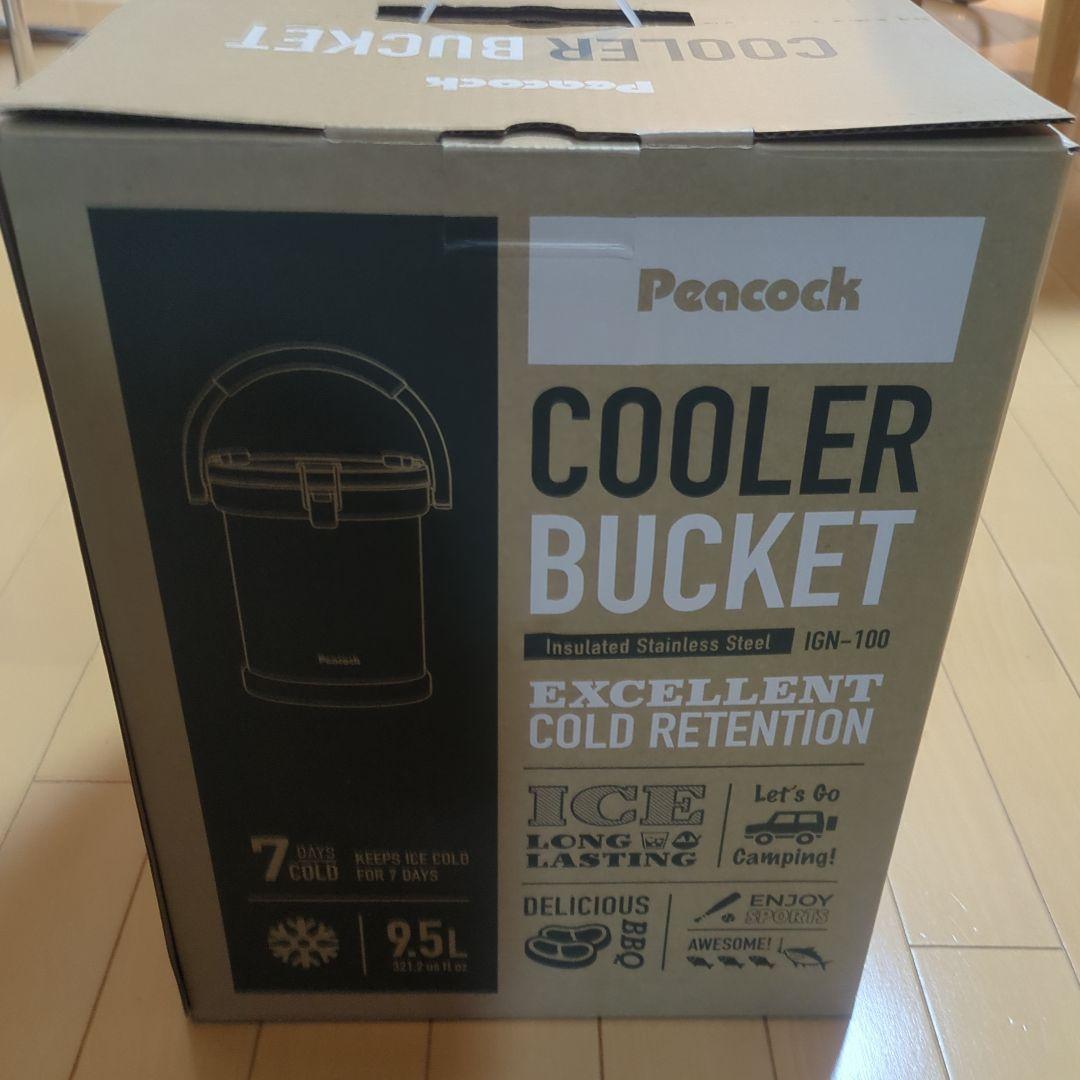 COOLER BUCKET
Peacock
Peacock
COOLER
BUCKET
Insulated Stainless Steel IGN-100
EXCELLENT
COLD RETENTION
ICE
LONG
LASTING
Let's Go
Camping!
DELICIOUS
BBQ
ENJOY
SPORTS
AWESOME!
Peacock
7 DAYS
COLD
KEEPS ICE COLD
FOR 7 DAYS
9.5L
321.2 us fl oz